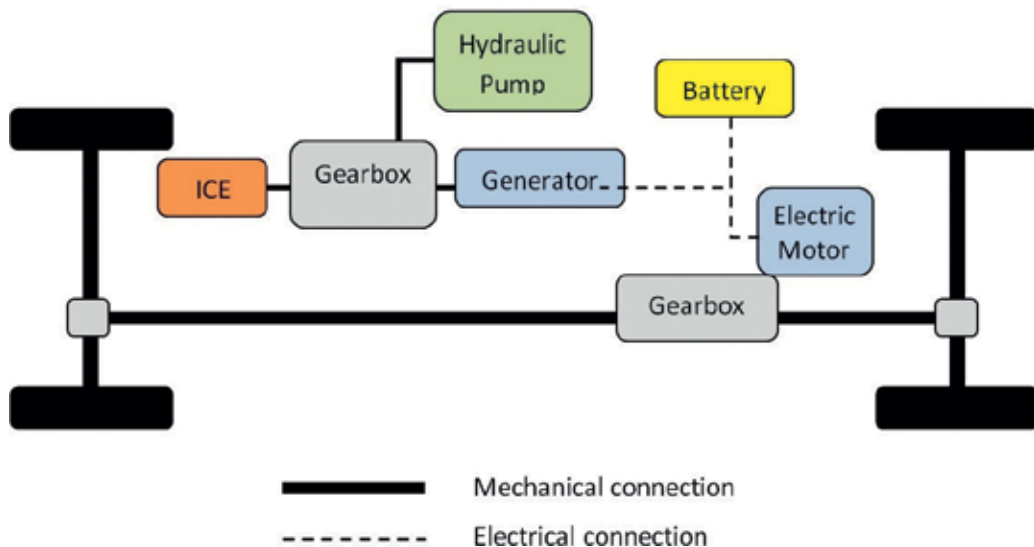 Hydraulic
Pump
Battery
ICE
Gearbox
Generator
Electric
Motor
Gearbox
Mechanical connection
Electrical connection